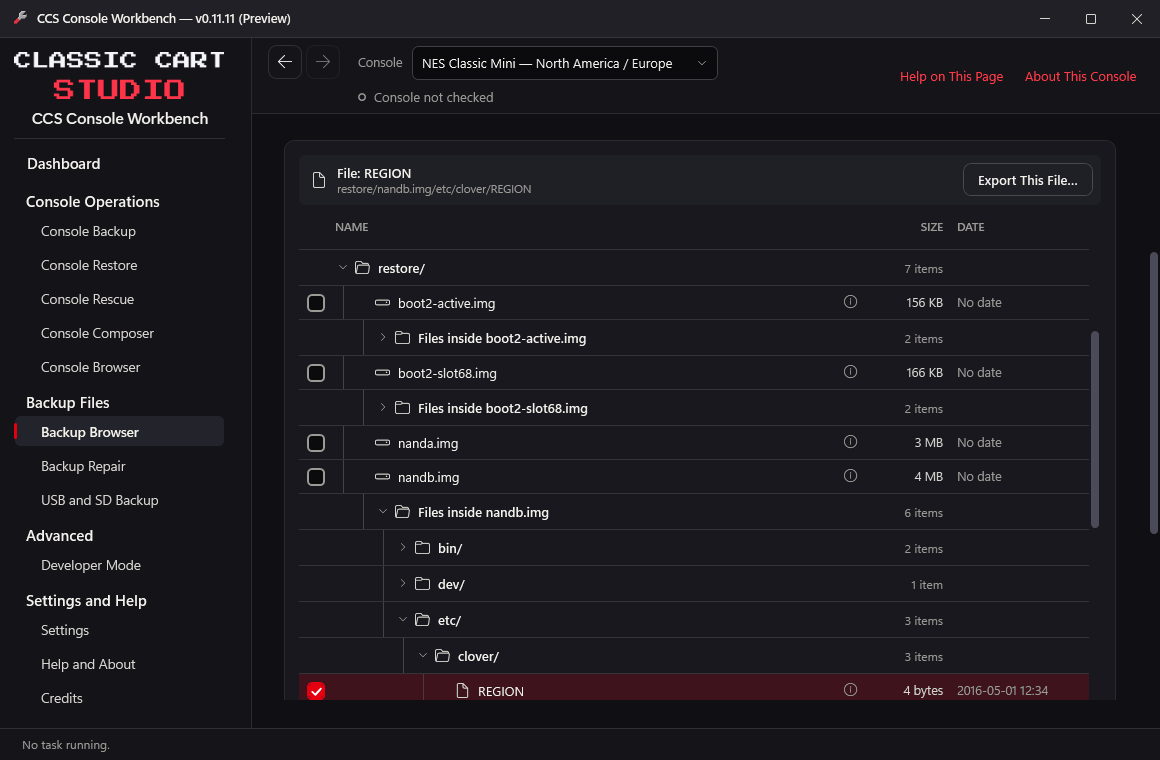 CCS Console Workbench — v0.11.11 (Preview)
CLASSIC CART
STUDIO
CCS Console Workbench
Dashboard
Console Operations
Console Backup
Console Restore
Console Rescue
Console Composer
Console Browser
Backup Files
Backup Browser
Backup Repair
USB and SD Backup
Advanced
Developer Mode
Settings and Help
Settings
Help and About
Credits
Console NES Classic Mini — North America / Europe
Console not checked
Help on This Page About This Console
File: REGION
restore/nandb.img/etc/clover/REGION
Export This File...
NAME SIZE DATE
restore/ 7 items
boot2-active.img 156 KB No date
Files inside boot2-active.img 2 items
boot2-slot68.img 166 KB No date
Files inside boot2-slot68.img 2 items
nanda.img 3 MB No date
nandb.img 4 MB No date
Files inside nandb.img 6 items
bin/ 2 items
dev/ 1 item
etc/ 3 items
clover/ 3 items
REGION 4 bytes 2016-05-01 12:34
No task running.